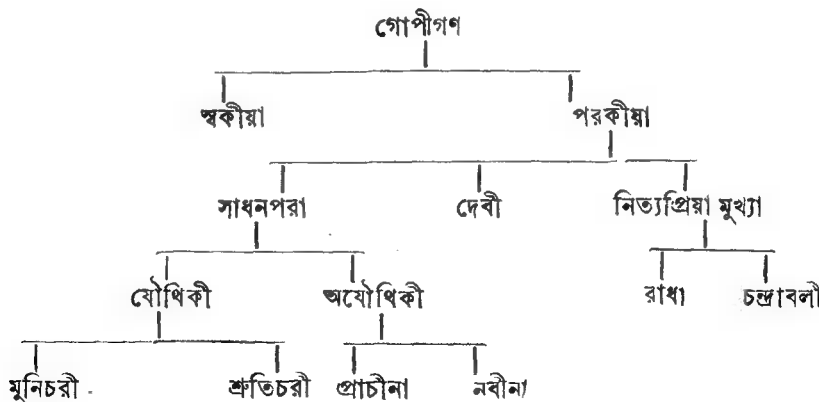 গোপীগণ
স্বকীয়া পরকীয়া
সাধনপরা দেবী নিত্যপ্রিয়া মুখ্যা
যৌথিকী অযৌথিকী রাধা চন্দ্রাবলী
মুনিচরী শ্রুতিচরী প্রাচীনা নবীনা